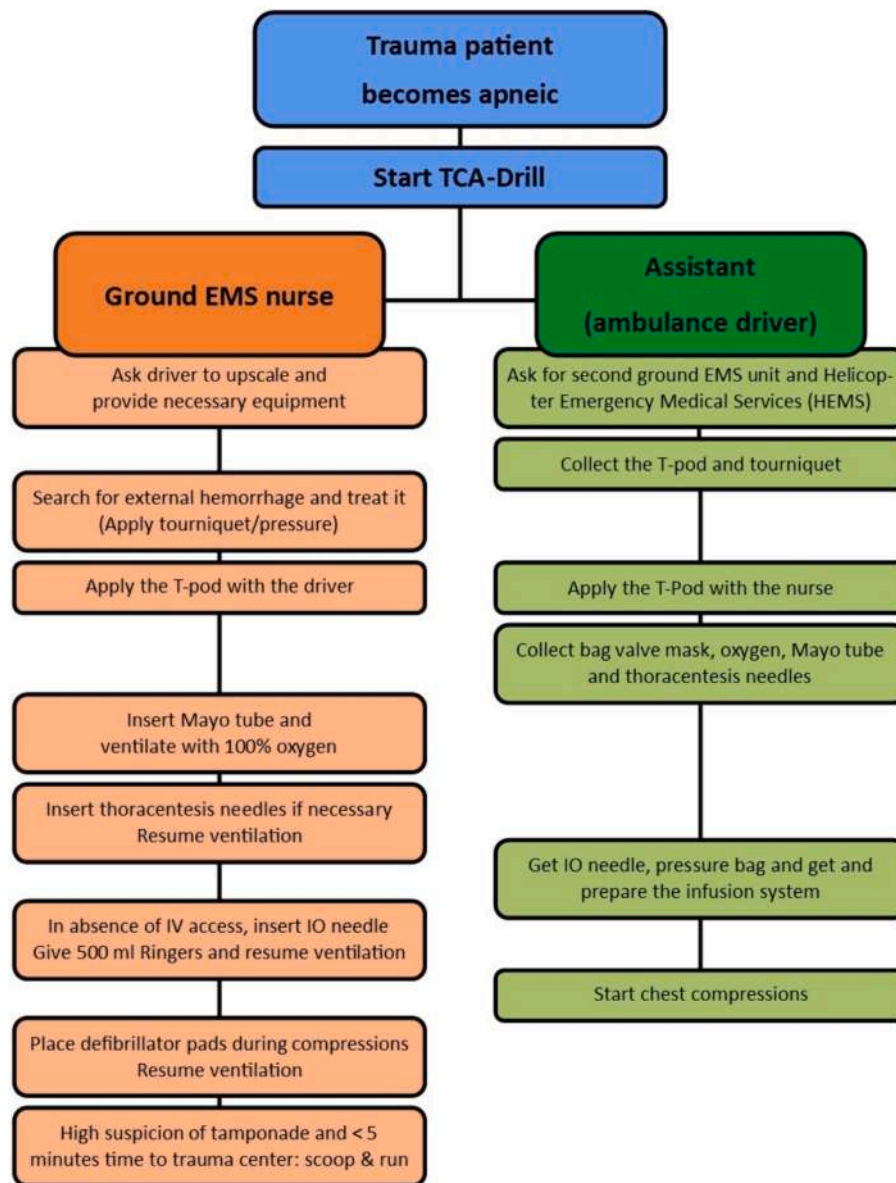 Trauma patient
becomes apneic
Start TCA-Drill
Ground EMS nurse
Ask driver to upscale and
provide necessary equipment
Search for external hemorrhage and treat it
(Apply tourniquet/pressure)
Apply the T-pod with the driver
Insert Mayo tube and
ventilate with 100% oxygen
Insert thoracentesis needles if necessary
Resume ventilation
In absence of IV access, insert IO needle
Give 500 ml Ringers and resume ventilation
Place defibrillator pads during compressions
Resume ventilation
High suspicion of tamponade and < 5
minutes time to trauma center: scoop & run
Assistant
(ambulance driver)
Ask for second ground EMS unit and Helicop-
ter Emergency Medical Services (HEMS)
Collect the T-pod and tourniquet
Apply the T-Pod with the nurse
Collect bag valve mask, oxygen, Mayo tube
and thoracentesis needles
Get IO needle, pressure bag and get and
prepare the infusion system
Start chest compressions